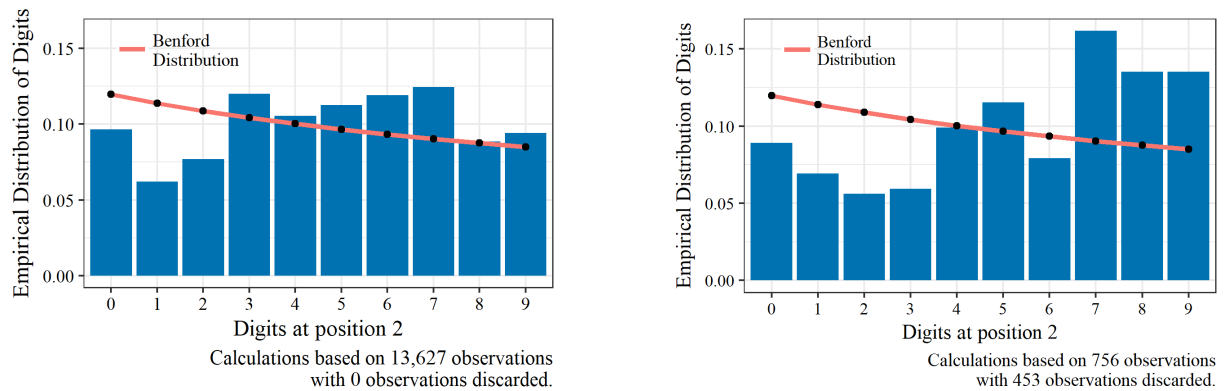 Empirical Distribution of Digits
0.15
0.10
0.05
0.00
Benford
Distribution
0 1 2 3 4 5 6 7 8 9
Digits at position 2
Calculations based on 13,627 observations
with 0 observations discarded.
Empirical Distribution of Digits
0.15
0.10
0.05
0.00
Benford
Distribution
0 1 2 3 4 5 6 7 8 9
Digits at position 2
Calculations based on 756 observations
with 453 observations discarded.